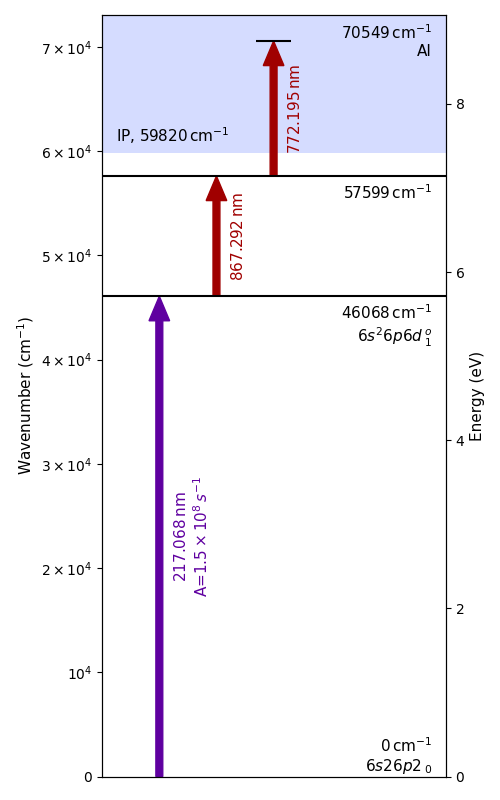 7 × 10⁴
6 × 10⁴
5 × 10⁴
4 × 10⁴
3 × 10⁴
2 × 10⁴
10⁴
0
Wavenumber (cm⁻¹)
70549 cm⁻¹
AI
IP, 59820 cm⁻¹
772.195 nm
57599 cm⁻¹
867.292 nm
46068 cm⁻¹
6s²6p6d ₁ᵒ
217.068 nm
A=1.5 × 10⁸ s⁻¹
0 cm⁻¹
6s26p2 ₀
8
6
4
2
0
Energy (eV)